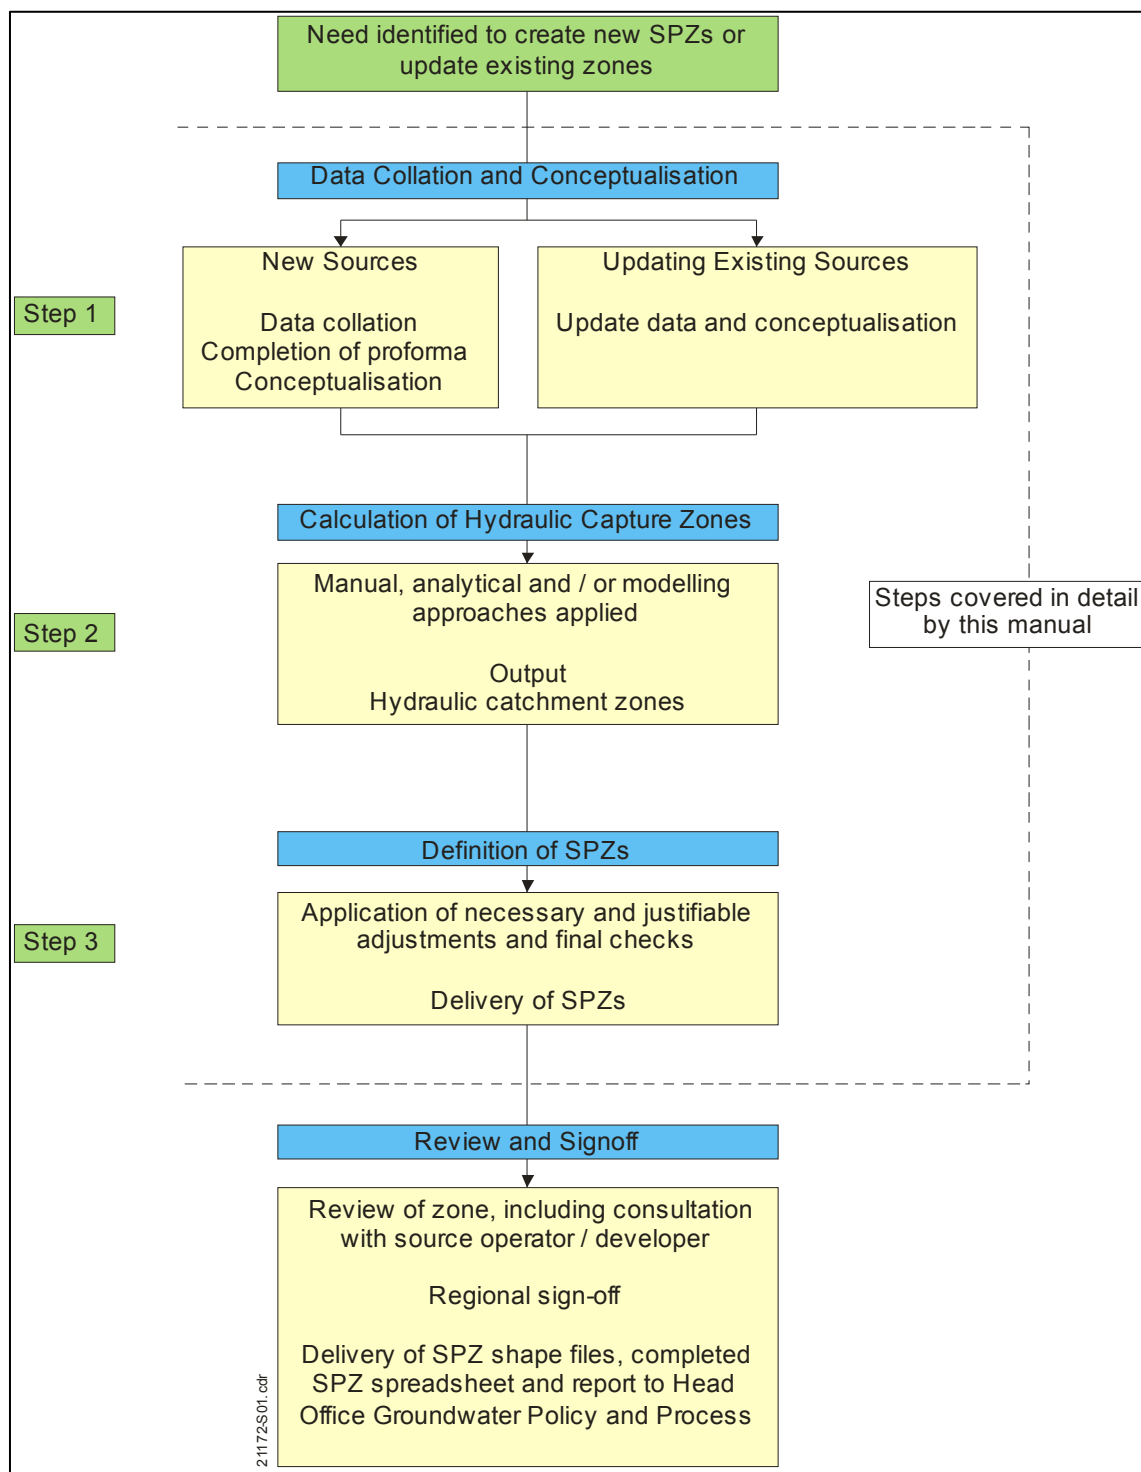 Need identified to create new SPZs or
update existing zones
Data Collation and Conceptualisation
New Sources
Data collation
Completion of proforma
Conceptualisation
Updating Existing Sources
Update data and conceptualisation
Step 1
Calculation of Hydraulic Capture Zones
Manual, analytical and / or modelling
approaches applied
Output
Hydraulic catchment zones
Step 2
Steps covered in detail
by this manual
Definition of SPZs
Application of necessary and justifiable
adjustments and final checks
Delivery of SPZs
Step 3
Review and Signoff
Review of zone, including consultation
with source operator / developer
Regional sign-off
Delivery of SPZ shape files, completed
SPZ spreadsheet and report to Head
Office Groundwater Policy and Process
21172-S01.cdr